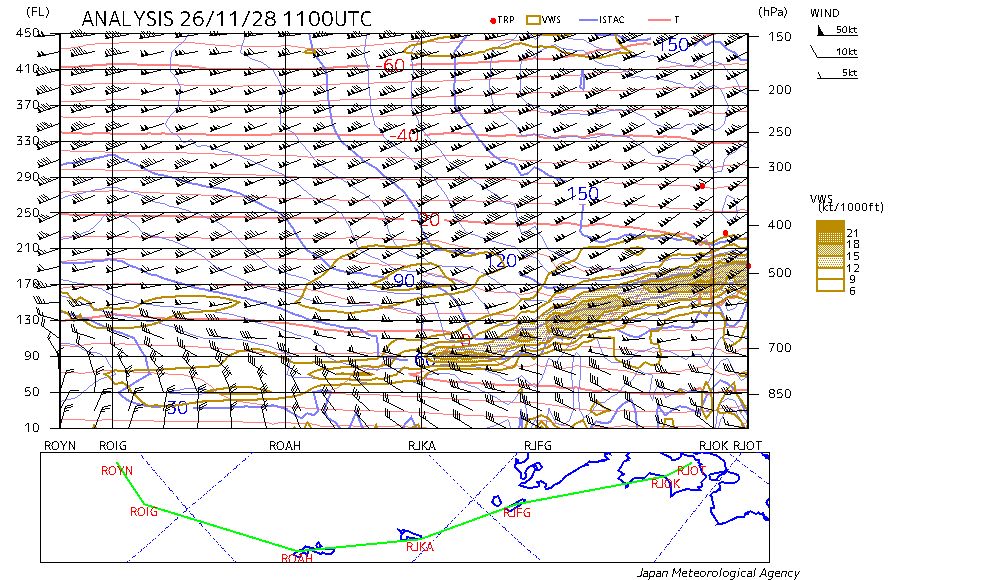 (FL) ANALYSIS 26/11/28 1100UTC TRP VWS ISTAC T (hPa) WIND
450 150 150 50kt
-60
410 10kt
5kt
200
370
-40 250
330
300
290
150 VWS
(kt/1000ft)
250 -20 400
21
210 18
120 15
500 12
170 90 9
6
130
0 700
90 60
50 850
30
10
ROYN ROIG ROAH RJKA RJFG RJOK RJOT
ROYN RJOT
RJOK
ROIG RJFG
RJKA
ROAH
Japan Meteorological Agency